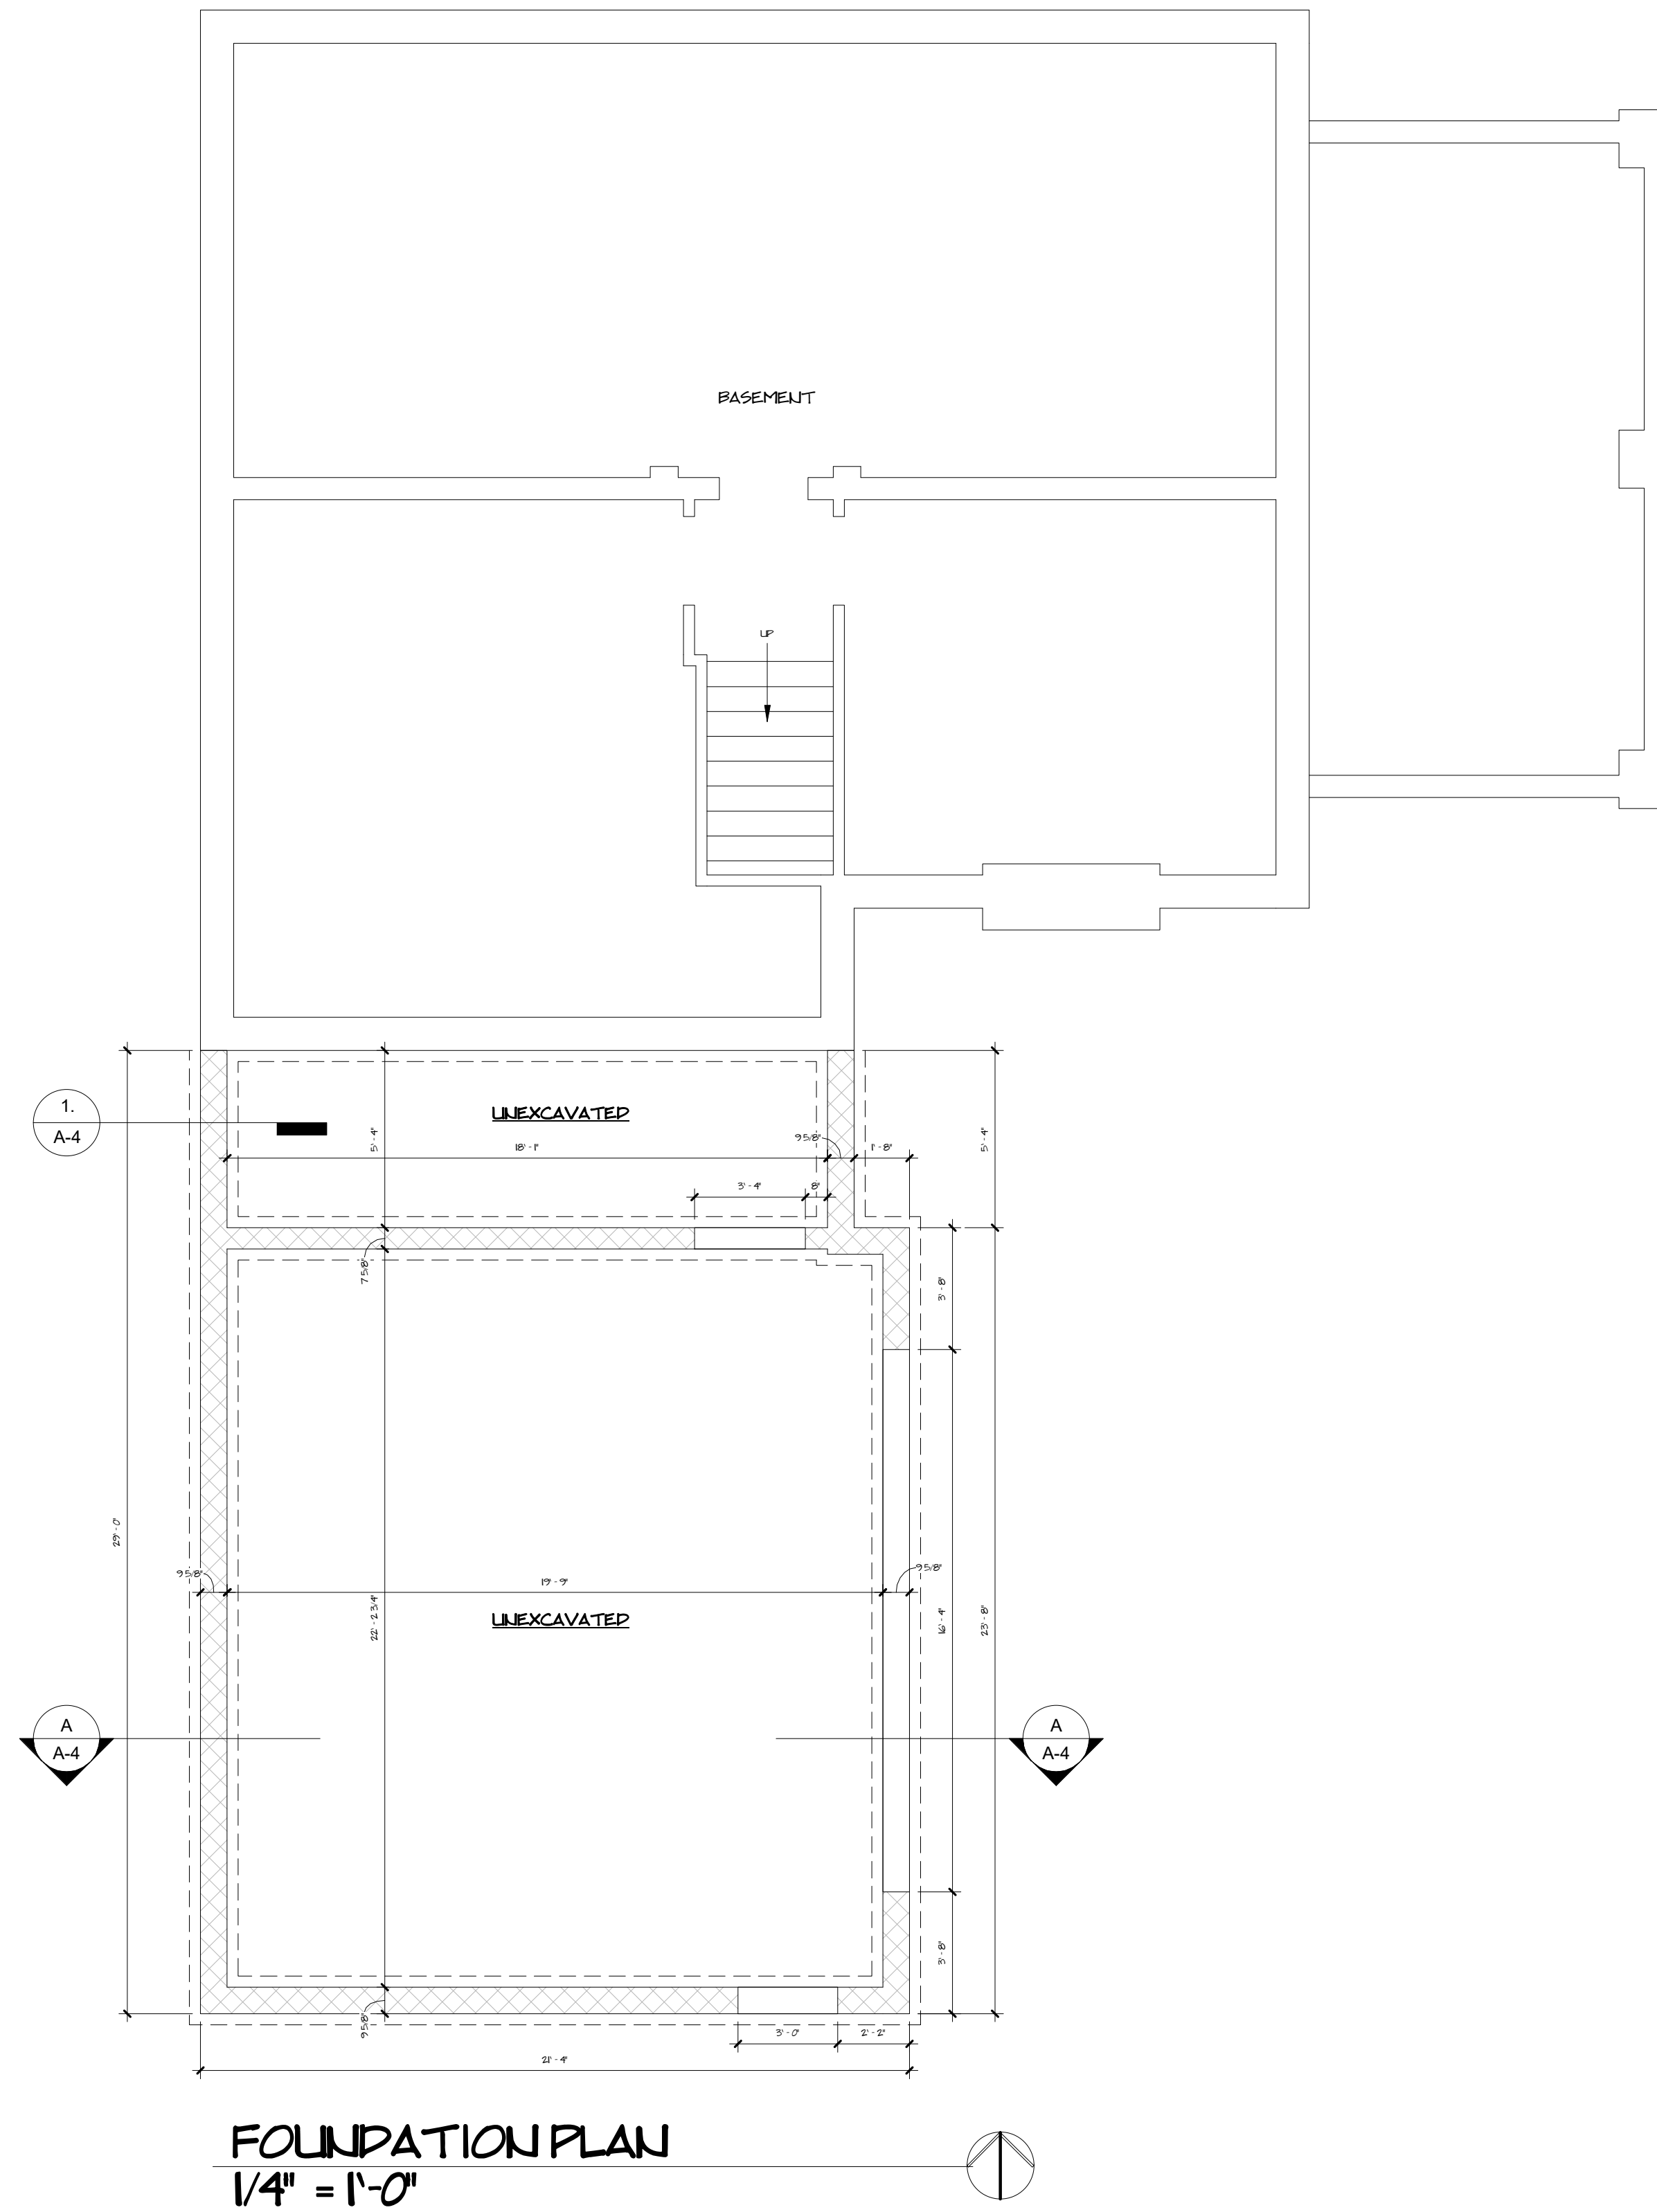 BASEMENT
UP
1.
A-4
UNEXCAVATED
5' - 4"
5' - 4"
9 5/8"
18' - 1"
1' - 8"
3' - 4"
8"
7 5/8"
3' - 8"
29' - 0"
9 5/8"
19' - 9"
9 5/8"
22' - 2 3/4"
UNEXCAVATED
16' - 4"
23' - 8"
A
A-4
A
A-4
3' - 8"
9 5/8"
3' - 0"
2' - 2"
21' - 4"
FOUNDATION PLAN
1/4" = 1'-0"